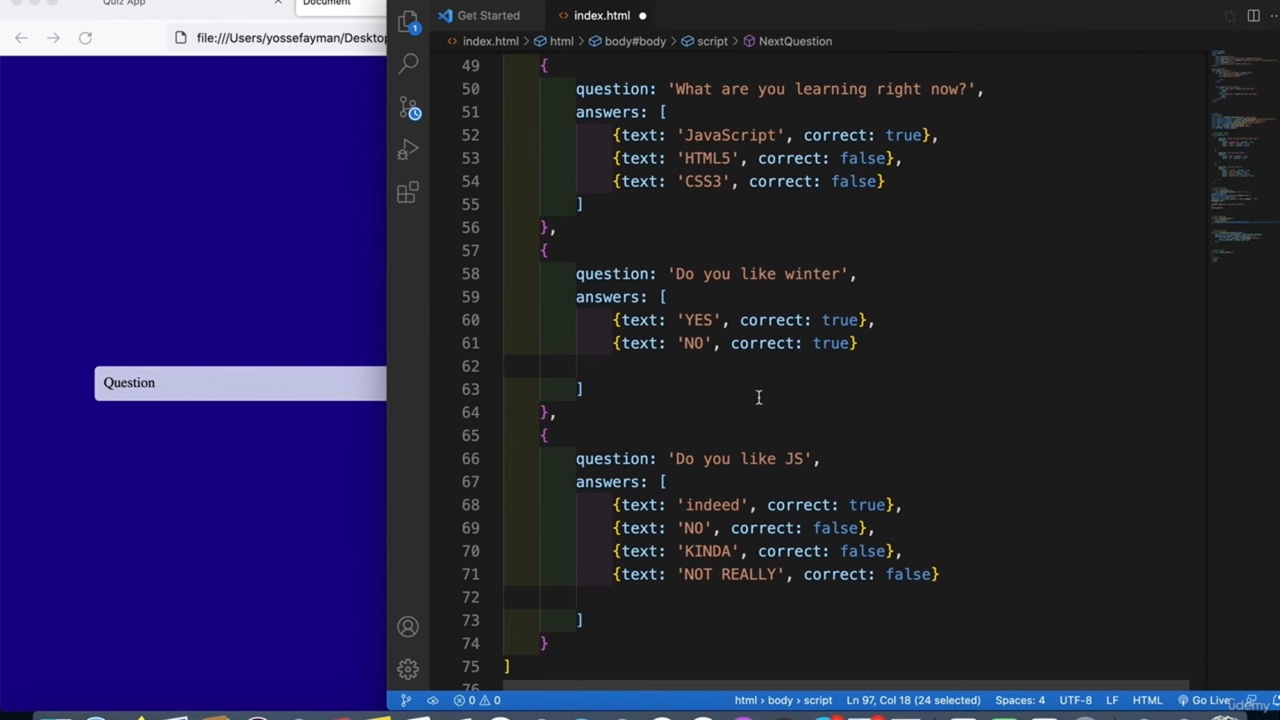 Quiz App
Document
file:///Users/yossefayman/Desktop
Question
1
Get Started
index.html
index.html > html > body#body > script > NextQuestion
49 {
50 question: 'What are you learning right now?',
51 answers: [
52 {text: 'JavaScript', correct: true},
53 {text: 'HTML5', correct: false},
54 {text: 'CSS3', correct: false}
55 ]
56 },
57 {
58 question: 'Do you like winter',
59 answers: [
60 {text: 'YES', correct: true},
61 {text: 'NO', correct: true}
62
63 ]
64 },
65 {
66 question: 'Do you like JS',
67 answers: [
68 {text: 'indeed', correct: true},
69 {text: 'NO', correct: false},
70 {text: 'KINDA', correct: false},
71 {text: 'NOT REALLY', correct: false}
72
73 ]
74 }
75 ]
76
0 0 html > body > script Ln 97, Col 18 (24 selected) Spaces: 4 UTF-8 LF HTML Go Live
udemy